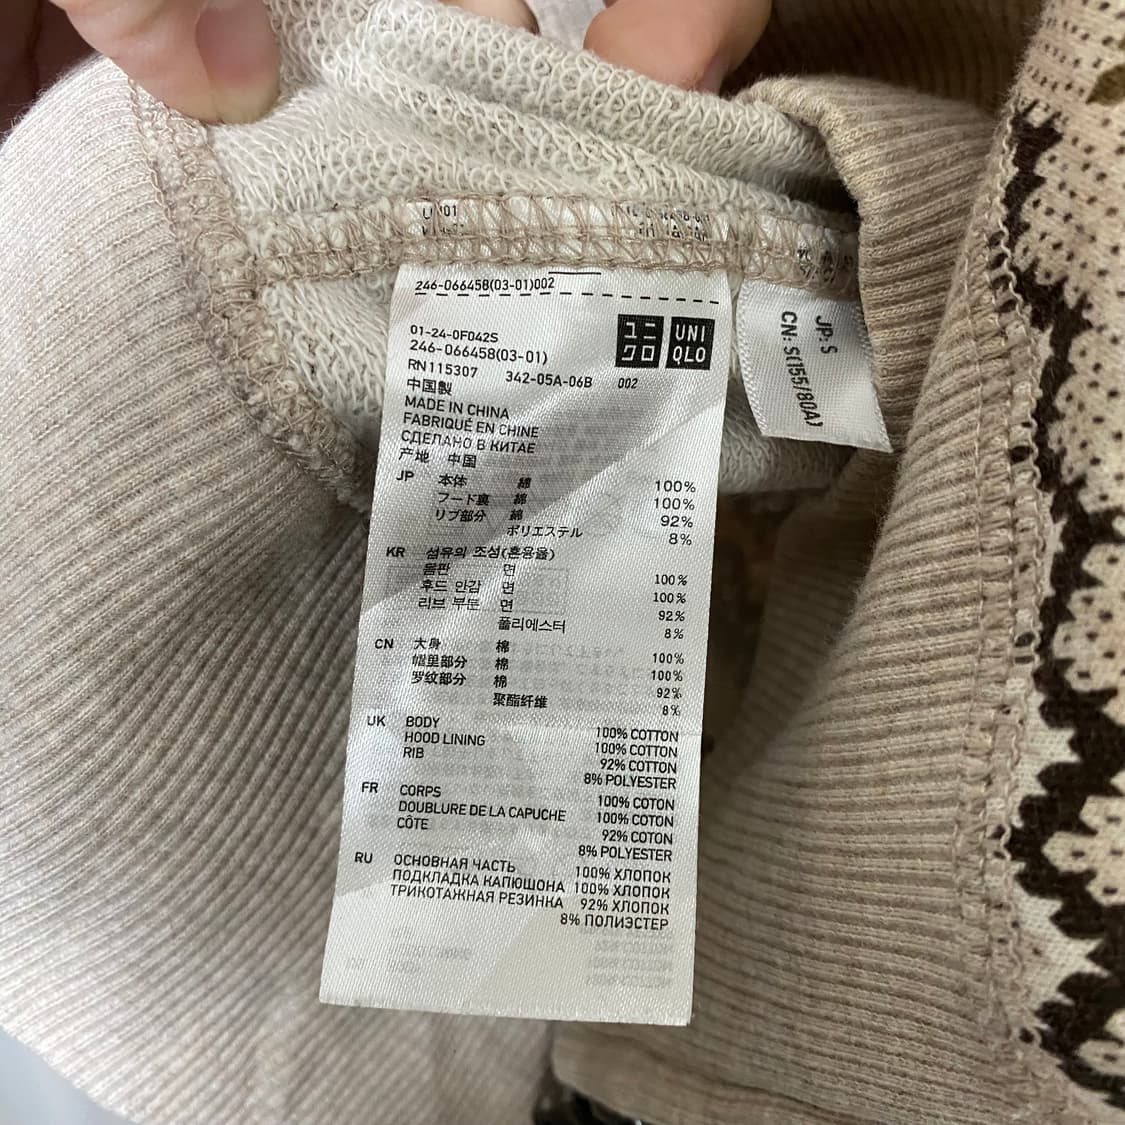 246-066458(03-01)002
ユニクロ
UNIQLO
01-24-0F042S
246-066458(03-01)
RN115307 342-05A-06B 002
中国製
MADE IN CHINA
FABRIQUÉ EN CHINE
СДЕЛАНО В КИТАЕ
产地 中国
JP 本体 綿 100%
フード裏 綿 100%
リブ部分 綿 92%
ポリエステル 8%
KR 섬유의 조성(혼용율)
몸판 면 100%
후드 안감 면 100%
리브 부분 면 92%
폴리에스터 8%
CN 大身 棉 100%
帽里部分 棉 100%
罗纹部分 棉 92%
聚酯纤维 8%
UK BODY 100% COTTON
HOOD LINING 100% COTTON
RIB 92% COTTON
8% POLYESTER
FR CORPS 100% COTON
DOUBLURE DE LA CAPUCHE 100% COTON
CÔTE 92% COTON
8% POLYESTER
RU ОСНОВНАЯ ЧАСТЬ 100% ХЛОПОК
ПОДКЛАДКА КАПЮШОНА 100% ХЛОПОК
ТРИКОТАЖНАЯ РЕЗИНКА 92% ХЛОПОК
8% ПОЛИЭСТЕР
JP: S
CN: S(155/80A)